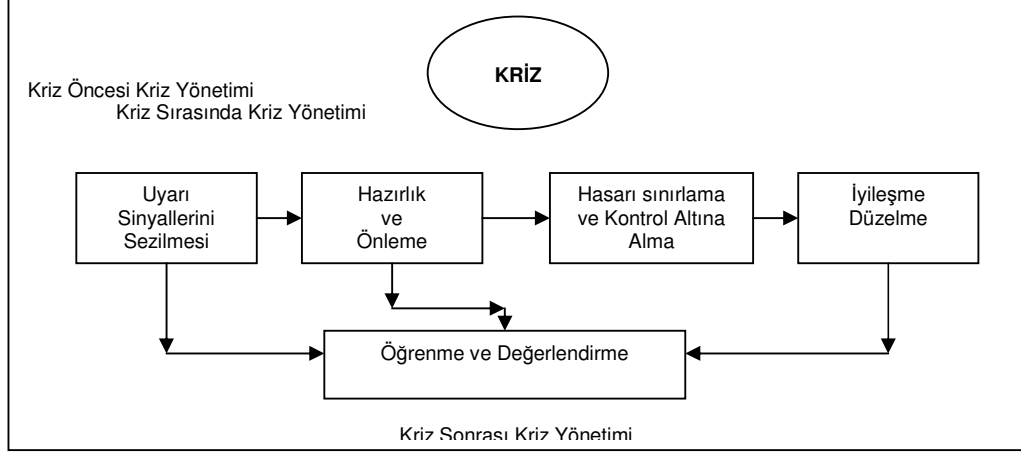 KRİZ
Kriz Öncesi Kriz Yönetimi
Kriz Sırasında Kriz Yönetimi
Uyarı
Sinyallerini
Sezilmesi
Hazırlık
ve
Önleme
Hasarı sınırlama
ve Kontrol Altına
Alma
İyileşme
Düzelme
Öğrenme ve Değerlendirme
Kriz Sonrası Kriz Yönetimi